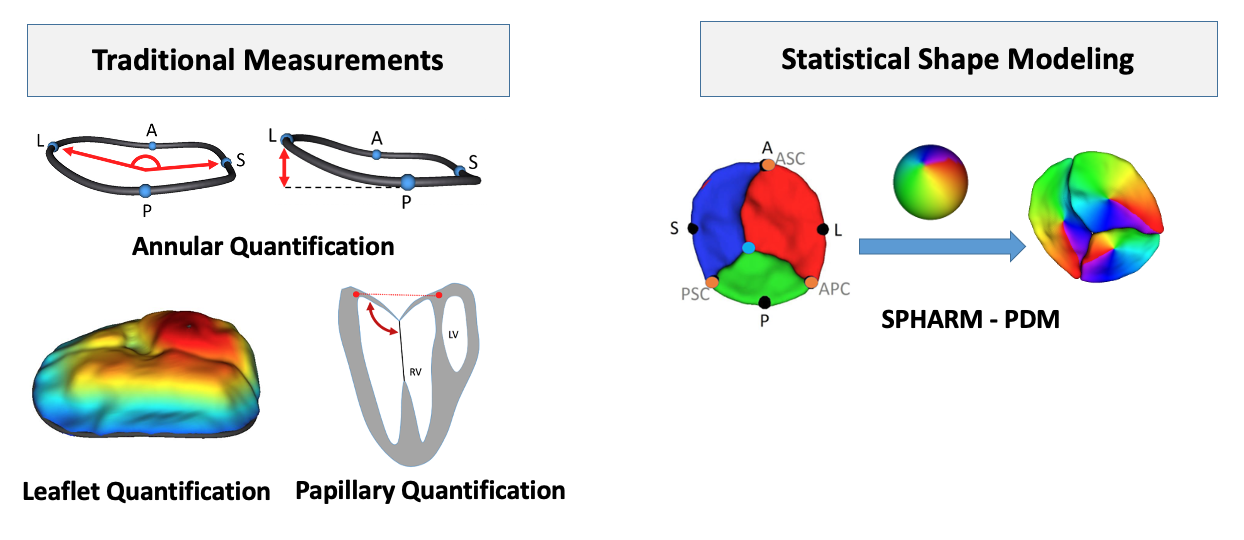 Traditional Measurements
Statistical Shape Modeling
L
A
S
P
L
A
S
P
Annular Quantification
A
ASC
S
L
PSC
APC
P
SPHARM - PDM
LV
RV
Leaflet Quantification
Papillary Quantification